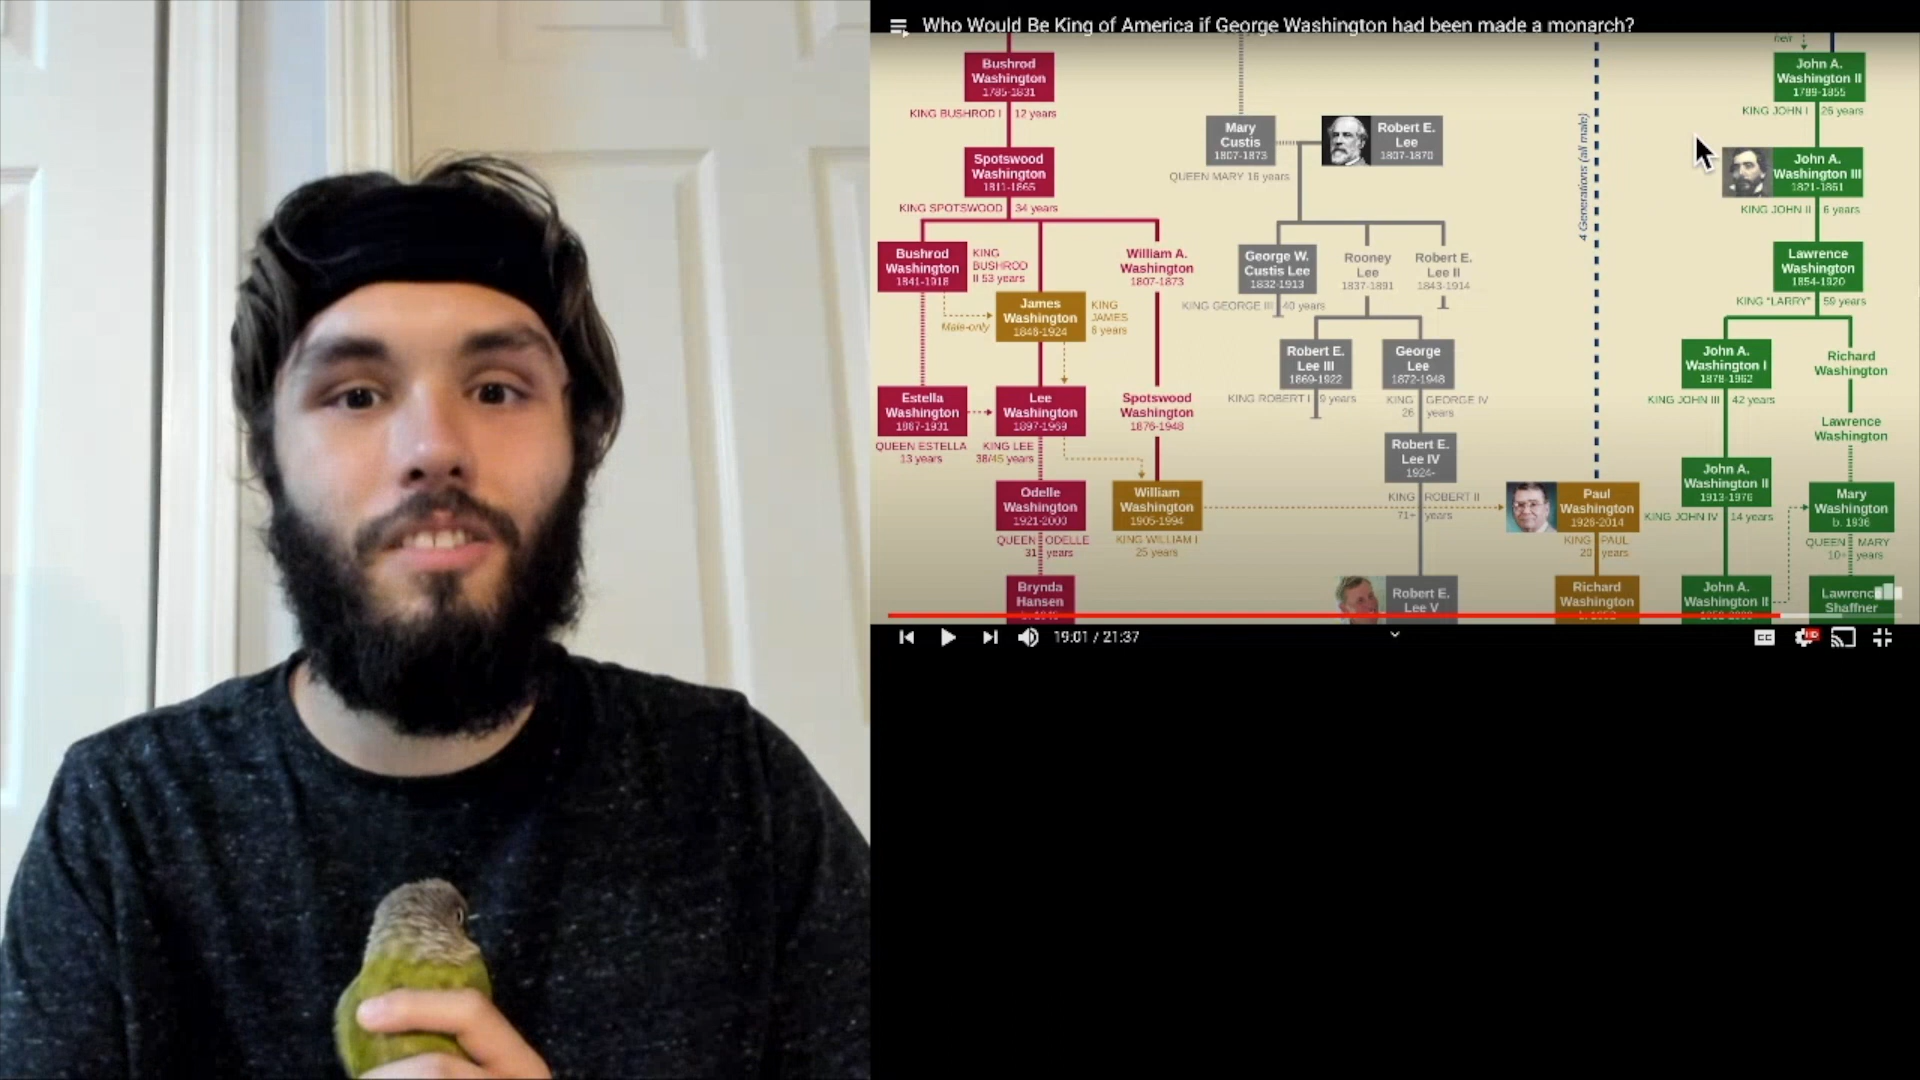 Who Would Be King of America if George Washington had been made a monarch?
heir
Bushrod
Washington
1785-1831
KING BUSHROD I 12 years
Spotswood
Washington
1811-1865
KING SPOTSWOOD 34 years
Bushrod
Washington
1841-1918
KING
BUSHROD
II 53 years
Male-only
James
Washington
1846-1924
KING
JAMES
6 years
William A.
Washington
1807-1873
Estella
Washington
1867-1931
QUEEN ESTELLA
13 years
Lee
Washington
1897-1969
KING LEE
38/45 years
Spotswood
Washington
1876-1948
Odelle
Washington
1921-2000
QUEEN ODELLE
31 years
William
Washington
1905-1994
KING WILLIAM I
25 years
Brynda
Hansen
Mary
Custis
1807-1873
QUEEN MARY 16 years
Robert E.
Lee
1807-1870
George W.
Custis Lee
1832-1913
KING GEORGE III 40 years
Rooney
Lee
1837-1891
Robert E.
Lee II
1843-1914
Robert E.
Lee III
1869-1922
KING ROBERT I 9 years
George
Lee
1872-1948
KING GEORGE IV
26 years
Robert E.
Lee IV
1924-
KING ROBERT II
71+ years
Robert E.
Lee V
4 Generations (all male)
Paul
Washington
1926-2014
KING PAUL
20 years
Richard
Washington
John A.
Washington II
1789-1855
KING JOHN I 26 years
John A.
Washington III
1821-1861
KING JOHN II 6 years
Lawrence
Washington
1854-1920
KING "LARRY" 59 years
John A.
Washington I
1878-1962
KING JOHN III 42 years
Richard
Washington
Lawrence
Washington
John A.
Washington II
1913-1976
KING JOHN IV 14 years
Mary
Washington
b. 1936
QUEEN MARY
10+ years
John A.
Washington II
Lawrenc
Shaffner
19:01 / 21:37
CC
HD